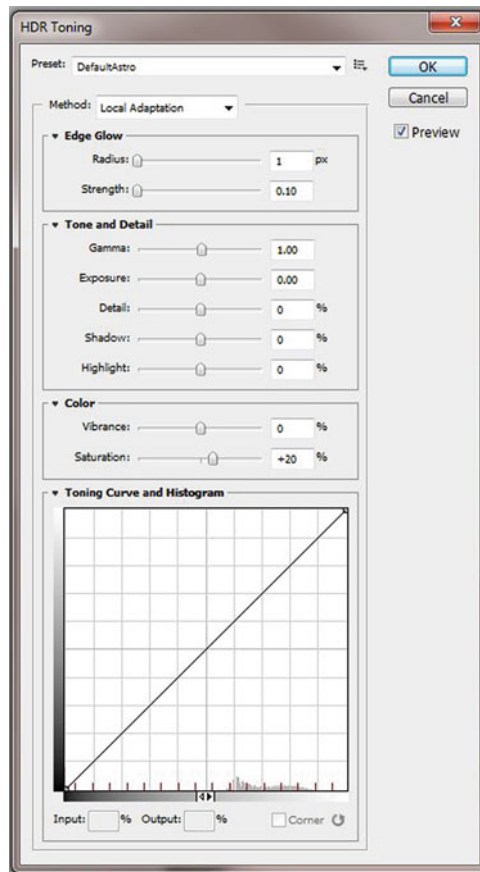 HDR Toning
Preset: DefaultAstro
OK
Cancel
Preview
Method: Local Adaptation
Edge Glow
Radius: 1 px
Strength: 0.10
Tone and Detail
Gamma: 1.00
Exposure: 0.00
Detail: 0 %
Shadow: 0 %
Highlight: 0 %
Color
Vibrance: 0 %
Saturation: +20 %
Toning Curve and Histogram
Input: % Output: % Corner